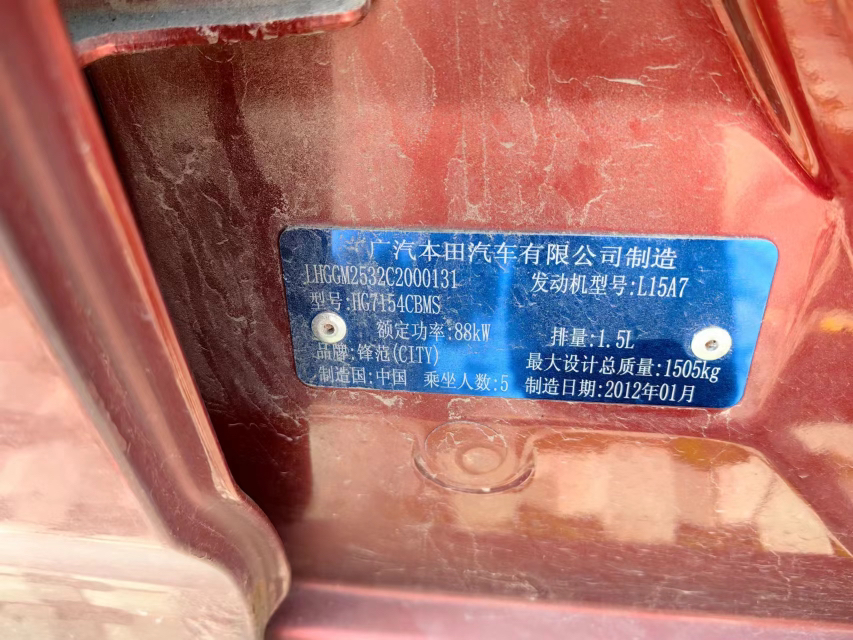 广汽本田汽车有限公司制造
LHGGM2532C2000131 发动机型号:L15A7
型号:HG7154CBMS
额定功率:88kW 排量:1.5L
品牌:锋范(CITY) 最大设计总质量:1505kg
制造国:中国 乘坐人数:5 制造日期:2012年01月